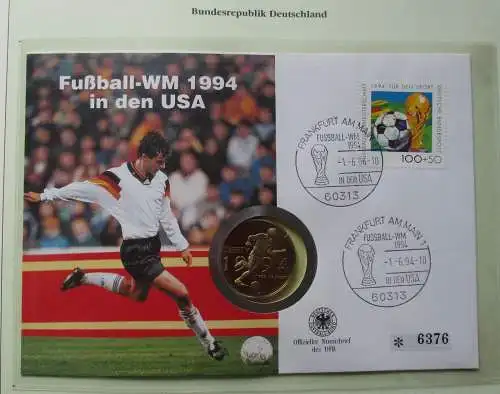 Bundesrepublik Deutschland
Fußball-WM 1994
in den USA
1994 FÜR DEN SPORT
DEUTSCHE BUNDESPOST
100+50
FRANKFURT AM MAIN 1
FUSSBALL-WM
1994
-1.-6.94-10
IN DEN USA
60313
FRANKFURT AM MAIN 1
FUSSBALL-WM
1994
-1.-6.94-10
IN DEN USA
60313
Offizieller Numisbrief
des DFB
* 6376